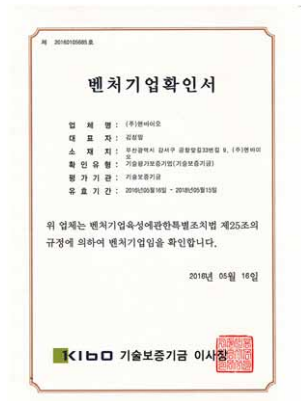 제 20160105085 호
벤처기업확인서
업 체 명 : (주)벤바이오
대 표 자 : 김성범
소 재 지 : 부산광역시 강서구 공항앞길33번길 9, (주)벤바이
오
확 인 유 형 : 기술평가보증기업(기술보증기금)
평 가 기 관 : 기술보증기금
유 효 기 간 : 2016년05월16일 ~ 2018년05월15일
위 업체는 벤처기업육성에관한특별조치법 제25조의
규정에 의하여 벤처기업임을 확인합니다.
2016년 05월 16일
KIBO 기술보증기금 이사장